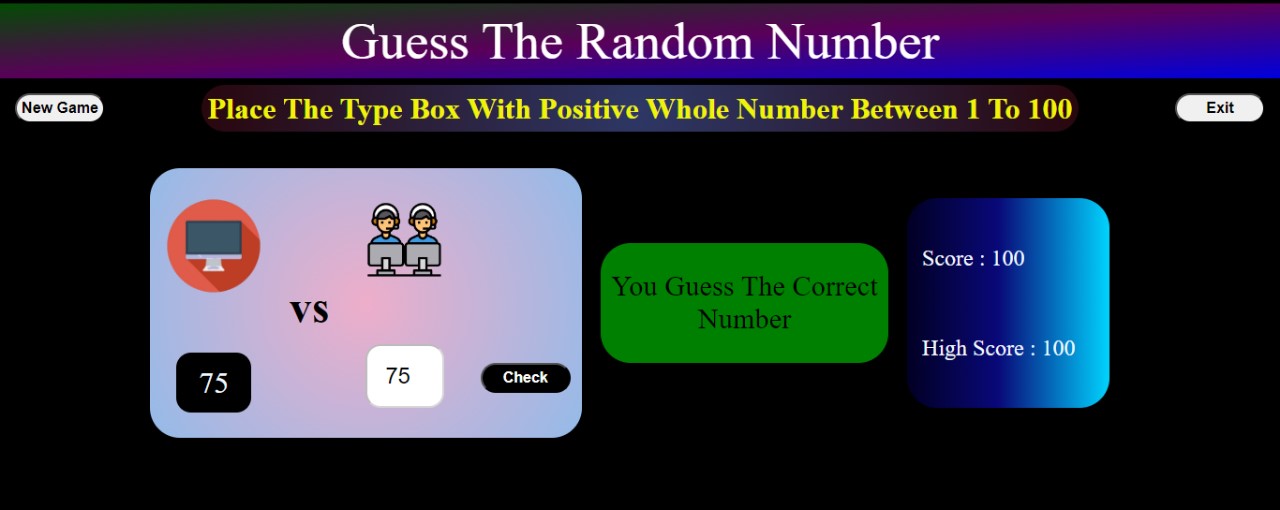 Guess The Random Number
New Game
Place The Type Box With Positive Whole Number Between 1 To 100
Exit
vs
75
75
Check
You Guess The Correct
Number
Score : 100
High Score : 100